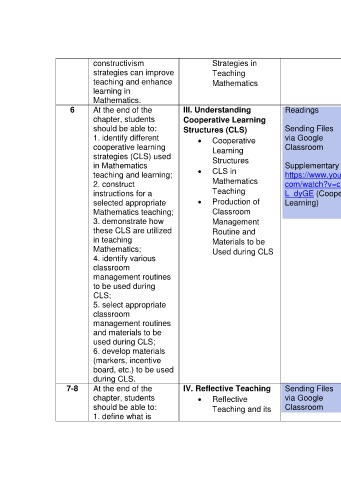 constructivism
strategies can improve
teaching and enhance
learning in
Mathematics.
Strategies in
Teaching
Mathematics
6
At the end of the
chapter, students
should be able to:
1. identify different
cooperative learning
strategies (CLS) used
in Mathematics
teaching and learning;
2. construct
instructions for a
selected appropriate
Mathematics teaching;
3. demonstrate how
these CLS are utilized
in teaching
Mathematics;
4. identify various
classroom
management routines
to be used during
CLS;
5. select appropriate
classroom
management routines
and materials to be
used during CLS;
6. develop materials
(markers, incentive
board, etc.) to be used
during CLS.
III. Understanding
Cooperative Learning
Structures (CLS)
• Cooperative
Learning
Structures
• CLS in
Mathematics
Teaching
• Production of
Classroom
Management
Routine and
Materials to be
Used during CLS
Readings
Sending Files
via Google
Classroom
Supplementary
https://www.you
com/watch?v=c
L_dyGE (Coope
Learning)
7-8
At the end of the
chapter, students
should be able to:
1. define what is
IV. Reflective Teaching
• Reflective
Teaching and its
Sending Files
via Google
Classroom